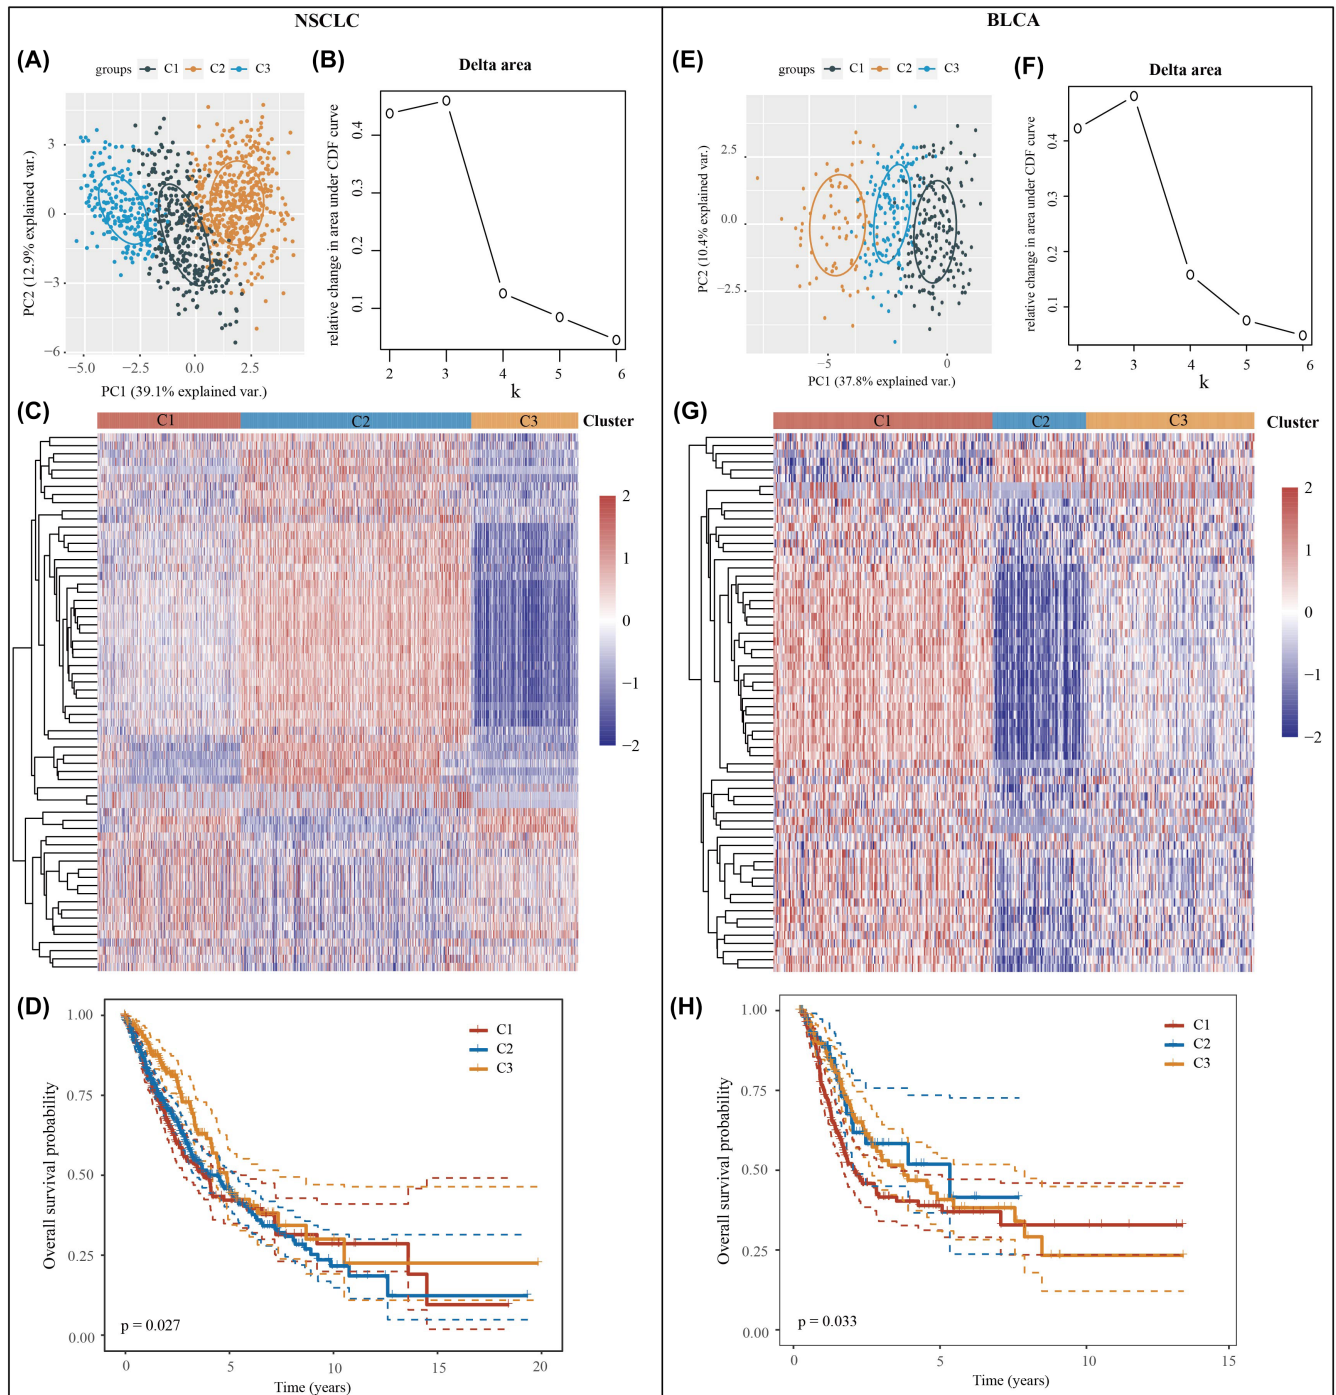 NSCLC
BLCA
(A)
groups C1 C2 C3
PC2 (12.9% explained var.)
3
0
−3
−6
−5.0 −2.5 0.0 2.5
PC1 (39.1% explained var.)
(B)
Delta area
relative change in area under CDF curve
0.4
0.3
0.2
0.1
2 3 4 5 6
k
(C)
C1 C2 C3 Cluster
2
1
0
−1
−2
(D)
Overall survival probability
1.00
0.75
0.50
0.25
0.00
C1
C2
C3
p = 0.027
0 5 10 15 20
Time (years)
(E)
groups C1 C2 C3
PC2 (10.4% explained var.)
2.5
0.0
−2.5
−5 0
PC1 (37.8% explained var.)
(F)
Delta area
relative change in area under CDF curve
0.4
0.3
0.2
0.1
2 3 4 5 6
k
(G)
C1 C2 C3 Cluster
2
1
0
−1
−2
(H)
Overall survival probability
1.00
0.75
0.50
0.25
0.00
C1
C2
C3
p = 0.033
0 5 10 15
Time (years)